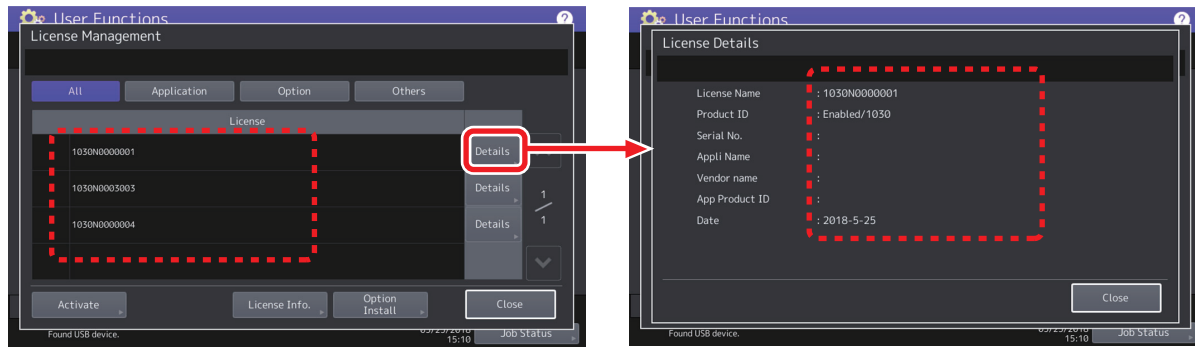 User Functions
?
License Management
All Application Option Others
License
1030N0000001 Details
1030N0003003 Details
1
1
1030N0000004 Details
Activate License Info. Option Install Close
Found USB device.
15:10
Job Status
User Functions
?
License Details
License Name : 1030N0000001
Product ID : Enabled/1030
Serial No. :
Appli Name :
Vendor name :
App Product ID :
Date : 2018-5-25
Close
Found USB device.
15:10
Job Status